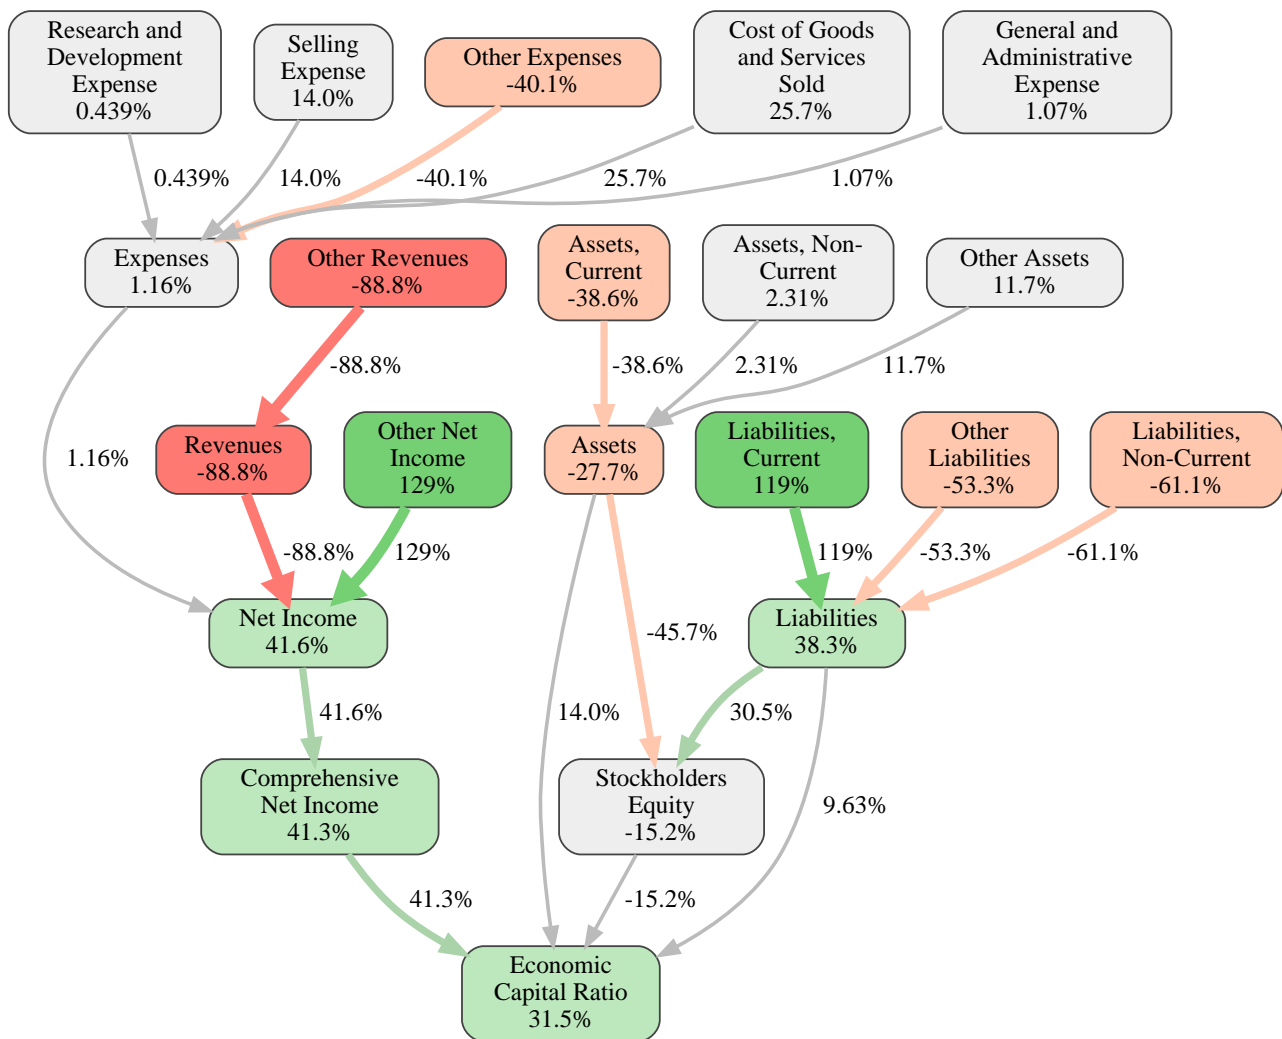 Research and
Development
Expense
0.439%
Selling
Expense
14.0%
Other Expenses
-40.1%
Cost of Goods
and Services
Sold
25.7%
General and
Administrative
Expense
1.07%
0.439%
14.0%
-40.1%
25.7%
1.07%
Expenses
1.16%
Other Revenues
-88.8%
Assets,
Current
-38.6%
Assets, Non-
Current
2.31%
Other Assets
11.7%
-88.8%
-38.6%
2.31%
11.7%
1.16%
Revenues
-88.8%
Other Net
Income
129%
Assets
-27.7%
Liabilities,
Current
119%
Other
Liabilities
-53.3%
Liabilities,
Non-Current
-61.1%
-88.8%
129%
119%
-53.3%
-61.1%
Net Income
41.6%
-45.7%
Liabilities
38.3%
41.6%
14.0%
30.5%
Comprehensive
Net Income
41.3%
Stockholders
Equity
-15.2%
9.63%
41.3%
-15.2%
Economic
Capital Ratio
31.5%